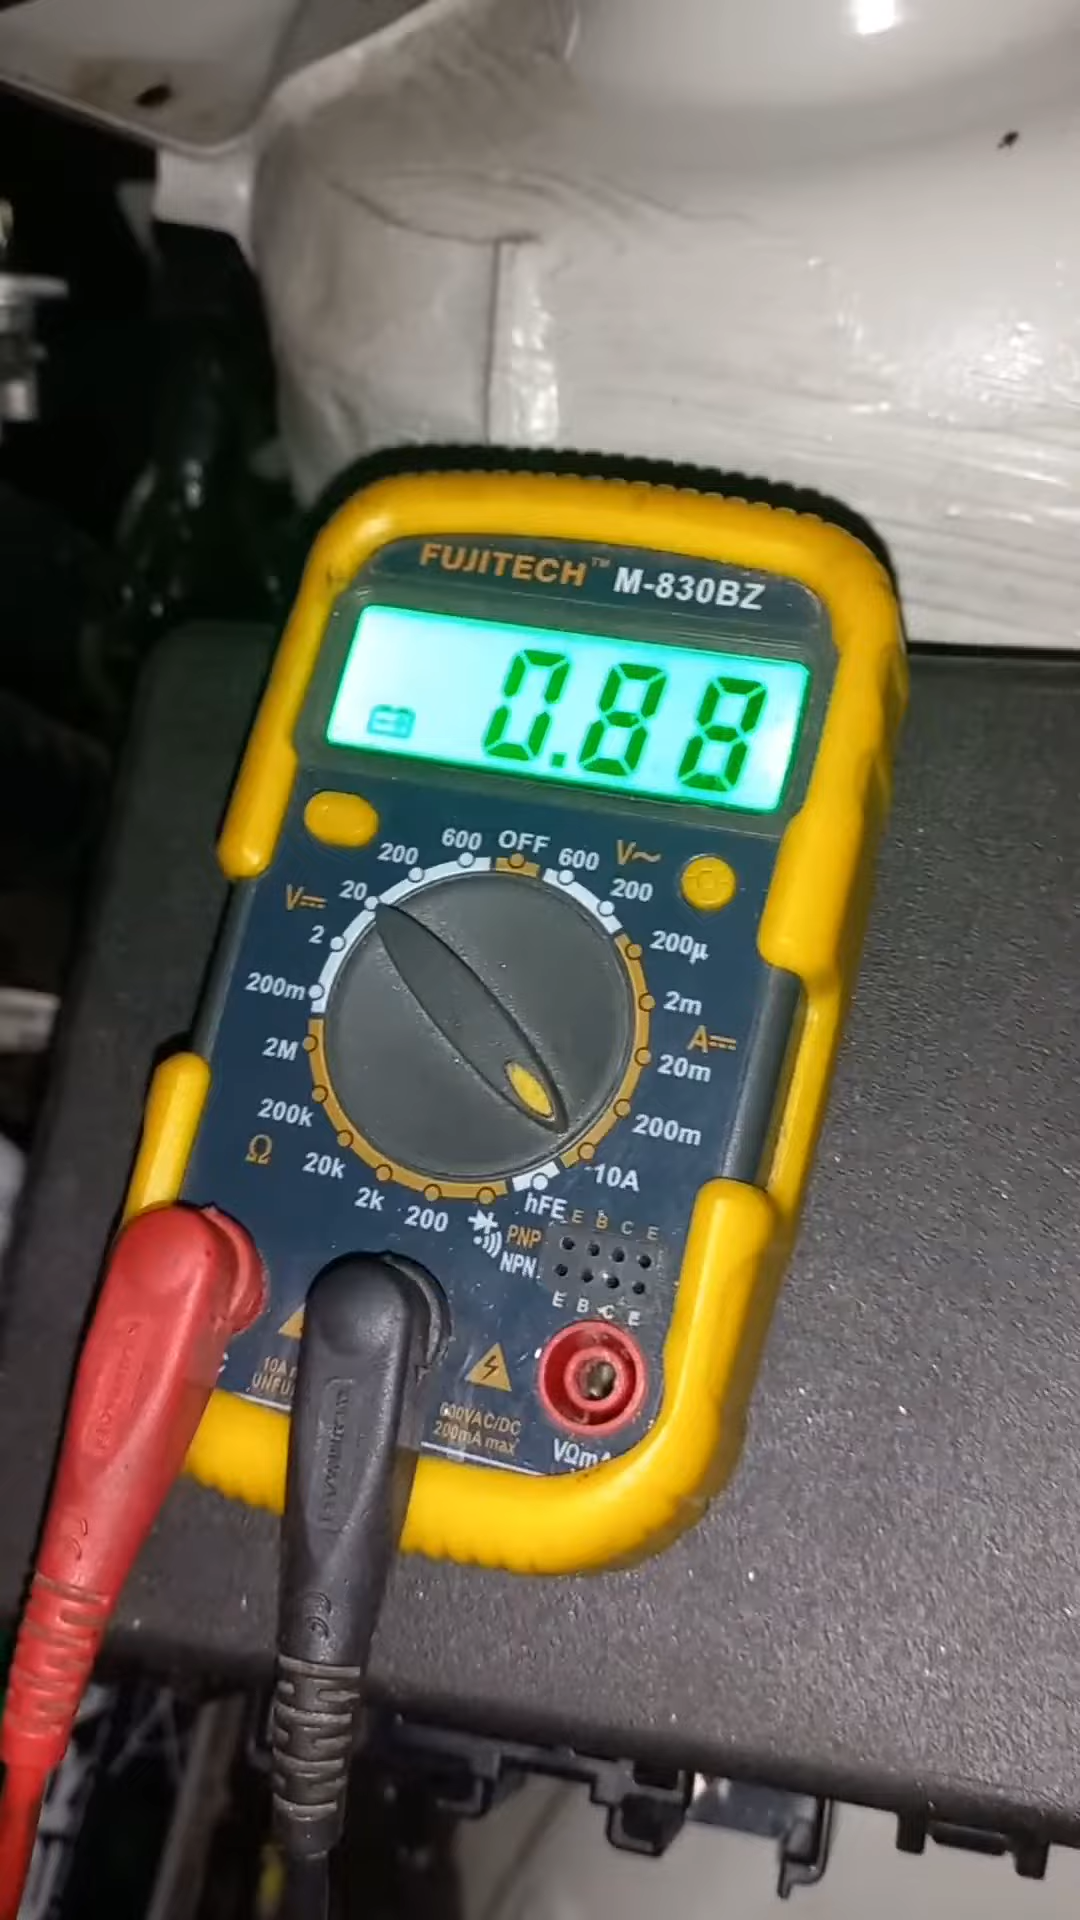 FUJITECH™ M-830BZ
0.88
600 OFF 600 V~
200 200
V⎓ 20 200µ
2 2m
200m A⎓
2M 20m
200k 200m
Ω 20k 10A
2k 200 hFE
E B C E
PNP
NPN
E B C E
10A
600VAC/DC
200mA max